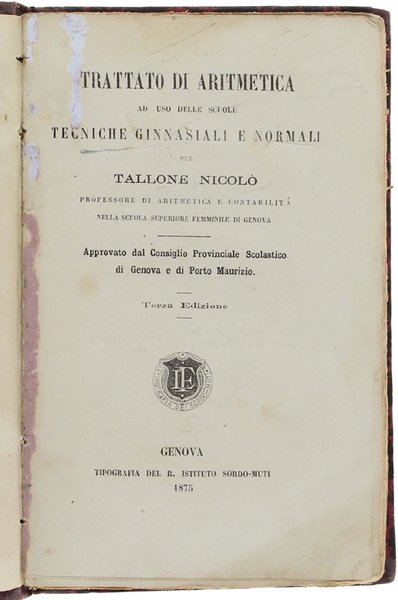 TRATTATO DI ARITMETICA
AD USO DELLE SCUOLE
TECNICHE GINNASIALI E NORMALI
PER
TALLONE NICOLÒ
PROFESSORE DI ARITMETICA E CONTABILITÀ
NELLA SCUOLA SUPERIORE FEMMINILE DI GENOVA
Approvato dal Consiglio Provinciale Scolastico
di Genova e di Porto Maurizio.
Terza Edizione
GENOVA
TIPOGRAFIA DEL R. ISTITUTO SORDO-MUTI
1875